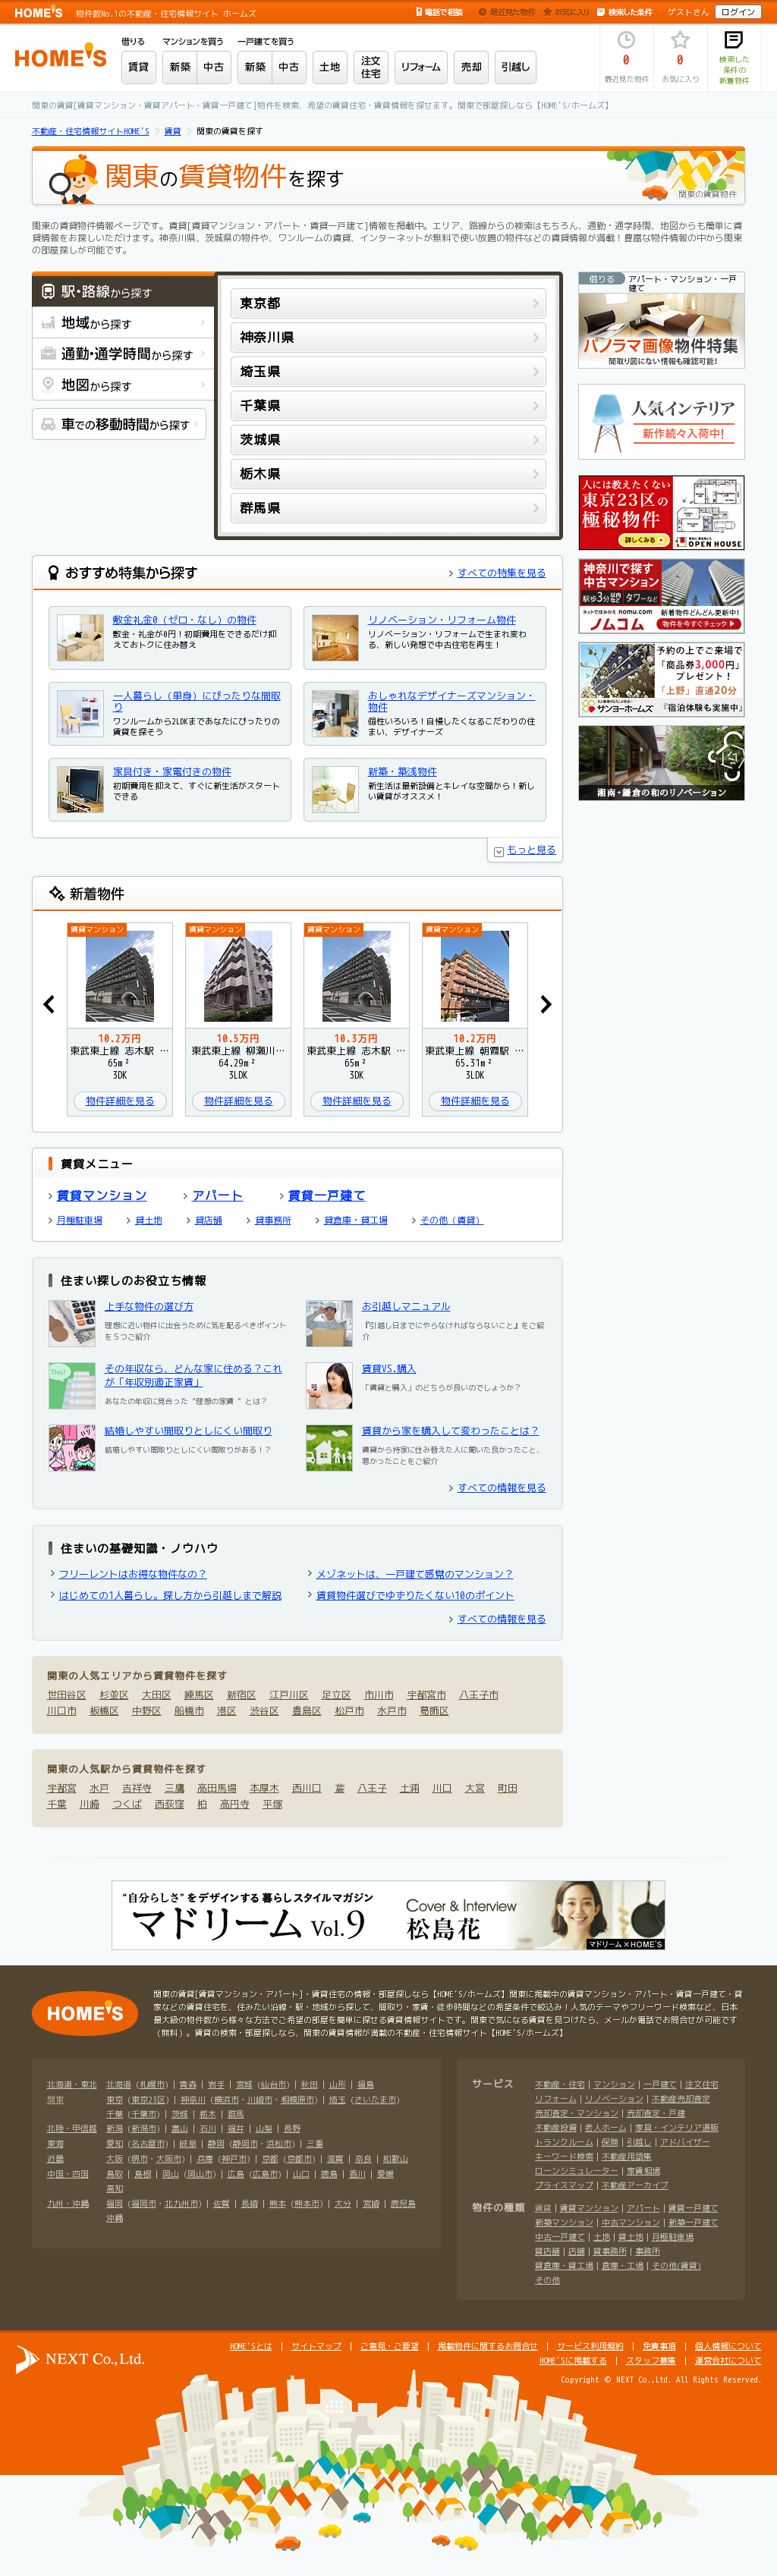 HOME'S 物件数No.1の不動産・住宅情報サイト ホームズ
電話で相談 最近見た物件 お気に入り 検索した条件 ゲストさん ログイン
HOME'S
借りる マンションを買う 一戸建てを買う
賃貸 新築 中古 新築 中古 土地 注文住宅 リフォーム 売却 引越し
0 最近見た物件
0 お気に入り
検索した条件の新着物件
関東の賃貸[賃貸マンション・賃貸アパート・賃貸一戸建て]物件を検索、希望の賃貸住宅・賃貸情報を探せます。関東で部屋探しなら【HOME'S/ホームズ】
不動産・住宅情報サイトHOME'S > 賃貸 > 関東の賃貸を探す
関東の賃貸物件を探す
関東の賃貸物件
関東の賃貸物件情報ページです。賃貸[賃貸マンション・アパート・賃貸一戸建て]情報を掲載中。エリア、路線からの検索はもちろん、通勤・通学時間、地図からも簡単に賃
貸情報をお探しいただけます。神奈川県、茨城県の物件や、ワンルームの賃貸、インターネットが無料で使い放題の物件などの賃貸情報が満載！豊富な物件情報の中から関東
の部屋探しが可能です。
駅・路線から探す
地域から探す
通勤・通学時間から探す
地図から探す
車での移動時間から探す
東京都
神奈川県
埼玉県
千葉県
茨城県
栃木県
群馬県
借りる アパート・マンション・一戸建て
パノラマ画像物件特集
間取り図にない情報も確認可能!
人気インテリア
新作続々入荷中!
人には教えたくない
東京23区の
極秘物件
詳しくみる
OPEN HOUSE
神奈川で探す
中古マンション
駅歩3分以内 タワーなど
ネットで住みかえ nomu.com
ノムコム
物件ぞくぞく更新中!
物件を今すぐチェック
予約の上でご来場で
「商品券3,000円」
プレゼント!
「上野」直通20分
サンヨーホームズ
『宿泊体験も実施中』
湘南・鎌倉の和のリノベーション
おすすめ特集から探す
すべての特集を見る
敷金礼金0（ゼロ・なし）の物件
敷金・礼金が0円！初期費用をできるだけ抑
えておトクに住み替え
リノベーション・リフォーム物件
リノベーション・リフォームで生まれ変わ
る、新しい発想で中古住宅を再生！
一人暮らし（単身）にぴったりな間取
り
ワンルームから2LDKまであなたにぴったりの
賃貸を探そう
おしゃれなデザイナーズマンション・
物件
個性いろいろ！自慢したくなるこだわりの住
まい、デザイナーズ
家具付き・家電付きの物件
初期費用を抑えて、すぐに新生活がスタート
できる
新築・築浅物件
新生活は最新設備とキレイな空間から！新し
い賃貸がオススメ！
もっと見る
新着物件
賃貸マンション 賃貸マンション 賃貸マンション 賃貸マンション
10.2万円 10.5万円 10.3万円 10.2万円
東武東上線 志木駅 … 東武東上線 柳瀬川… 東武東上線 志木駅 … 東武東上線 朝霞駅 …
65m² 64.29m² 65m² 65.31m²
3DK 3LDK 3DK 3LDK
物件詳細を見る 物件詳細を見る 物件詳細を見る 物件詳細を見る
賃貸メニュー
賃貸マンション アパート 賃貸一戸建て
月極駐車場 貸土地 貸店舗 貸事務所 貸倉庫・貸工場 その他（賃貸）
住まい探しのお役立ち情報
上手な物件の選び方
理想に近い物件に出会うために気を配るべきポイント
を５つご紹介
お引越しマニュアル
『引越し日までにやらなければならないこと』をご紹
介
その年収なら、どんな家に住める？これ
が「年収別適正家賃」
あなたの年収に見合った“理想の家賃”とは？
賃貸VS.購入
「賃貸と購入」のどちらが良いのでしょうか？
結婚しやすい間取りとしにくい間取り
結婚しやすい間取りとしにくい間取りがある！？
賃貸から家を購入して変わったことは？
賃貸から持家に住み替えた人に聞いた良かったこと、
悪かったことをご紹介
すべての情報を見る
住まいの基礎知識・ノウハウ
フリーレントはお得な物件なの？
メゾネットは、一戸建て感覚のマンション？
はじめての1人暮らし。探し方から引越しまで解説
賃貸物件選びでゆずりたくない10のポイント
すべての情報を見る
関東の人気エリアから賃貸物件を探す
世田谷区 杉並区 大田区 練馬区 新宿区 江戸川区 足立区 市川市 宇都宮市 八王子市
川口市 板橋区 中野区 船橋市 港区 渋谷区 豊島区 松戸市 水戸市 葛飾区
関東の人気駅から賃貸物件を探す
宇都宮 水戸 吉祥寺 三鷹 高田馬場 本厚木 西川口 蕨 八王子 土浦 川口 大宮 町田
千葉 川崎 つくば 西荻窪 柏 高円寺 平塚
“自分らしさ”をデザインする暮らしスタイルマガジン
マドリーム Vol.9
Cover & Interview
松島花
マドリーム×HOME'S
HOME'S
関東の賃貸[賃貸マンション・アパート]・賃貸住宅の情報・部屋探しなら【HOME'S/ホームズ】関東に掲載中の賃貸マンション・アパート・賃貸一戸建て・貸
家などの賃貸住宅を、住みたい沿線・駅・地域から探して、間取り・家賃・徒歩時間などの希望条件で絞込み！人気のテーマやフリーワード検索など、日本
最大級の物件数から様々な方法でご希望の部屋を簡単に探せる賃貸情報サイトです。関東で気になる賃貸を見つけたら、メールか電話でお問合せが可能です
（無料）。賃貸の検索・部屋探しなら、関東の賃貸情報が満載の不動産・住宅情報サイト【HOME'S/ホームズ】
北海道・東北 北海道（札幌市）| 青森 | 岩手 | 宮城（仙台市）| 秋田 | 山形 | 福島
関東 東京（東京23区）| 神奈川（横浜市・川崎市・相模原市）| 埼玉（さいたま市）
千葉（千葉市）| 茨城 | 栃木 | 群馬
北陸・甲信越 新潟（新潟市）| 富山 | 石川 | 福井 | 山梨 | 長野
東海 愛知（名古屋市）| 岐阜 | 静岡（静岡市・浜松市）| 三重
近畿 大阪（堺市・大阪市）| 兵庫（神戸市）| 京都（京都市）| 滋賀 | 奈良 | 和歌山
中国・四国 鳥取 | 島根 | 岡山（岡山市）| 広島（広島市）| 山口 | 徳島 | 香川 | 愛媛
高知
九州・沖縄 福岡（福岡市・北九州市）| 佐賀 | 長崎 | 熊本（熊本市）| 大分 | 宮崎 | 鹿児島
沖縄
サービス 不動産・住宅 | マンション | 一戸建て | 注文住宅
リフォーム | リノベーション | 不動産売却査定
売却査定・マンション | 売却査定・戸建
不動産投資 | 老人ホーム | 家具・インテリア通販
トランクルーム | 保険 | 引越し | アドバイザー
キーワード検索 | 不動産用語集
ローンシミュレーター | 家賃相場
プライスマップ | 不動産アーカイブ
物件の種類 賃貸 | 賃貸マンション | アパート | 賃貸一戸建て
新築マンション | 中古マンション | 新築一戸建て
中古一戸建て | 土地 | 貸土地 | 月極駐車場
貸店舗 | 店舗 | 貸事務所 | 事務所
貸倉庫・貸工場 | 倉庫・工場 | その他(賃貸)
その他
NEXT Co.,Ltd.
HOME'Sとは | サイトマップ | ご意見・ご要望 | 掲載物件に関するお問合せ | サービス利用規約 | 免責事項 | 個人情報について
HOME'Sに掲載する | スタッフ募集 | 運営会社について
Copyright © NEXT Co.,Ltd. All Rights Reserved.